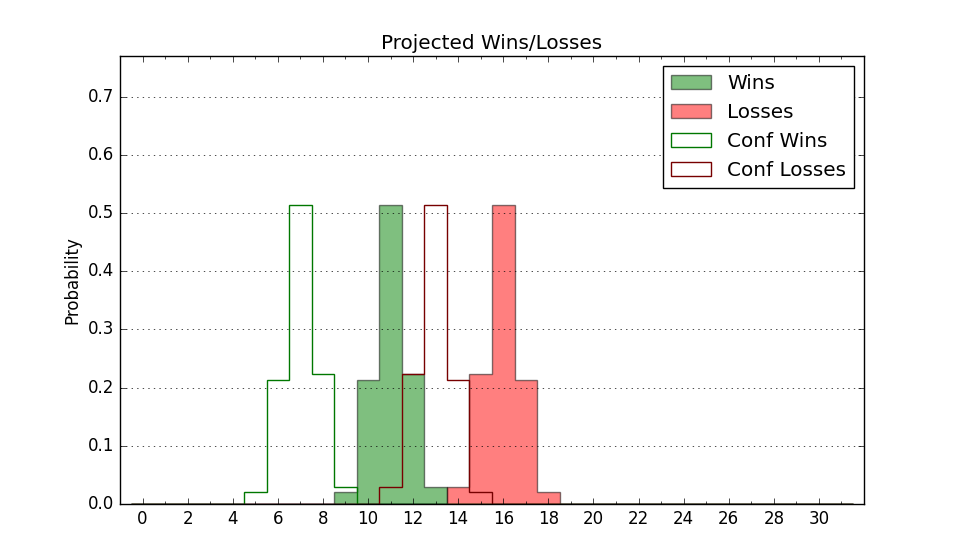 Projected Wins/Losses
Wins
Losses
Conf Wins
Conf Losses
Probability
0.7
0.6
0.5
0.4
0.3
0.2
0.1
0.0
0 2 4 6 8 10 12 14 16 18 20 22 24 26 28 30